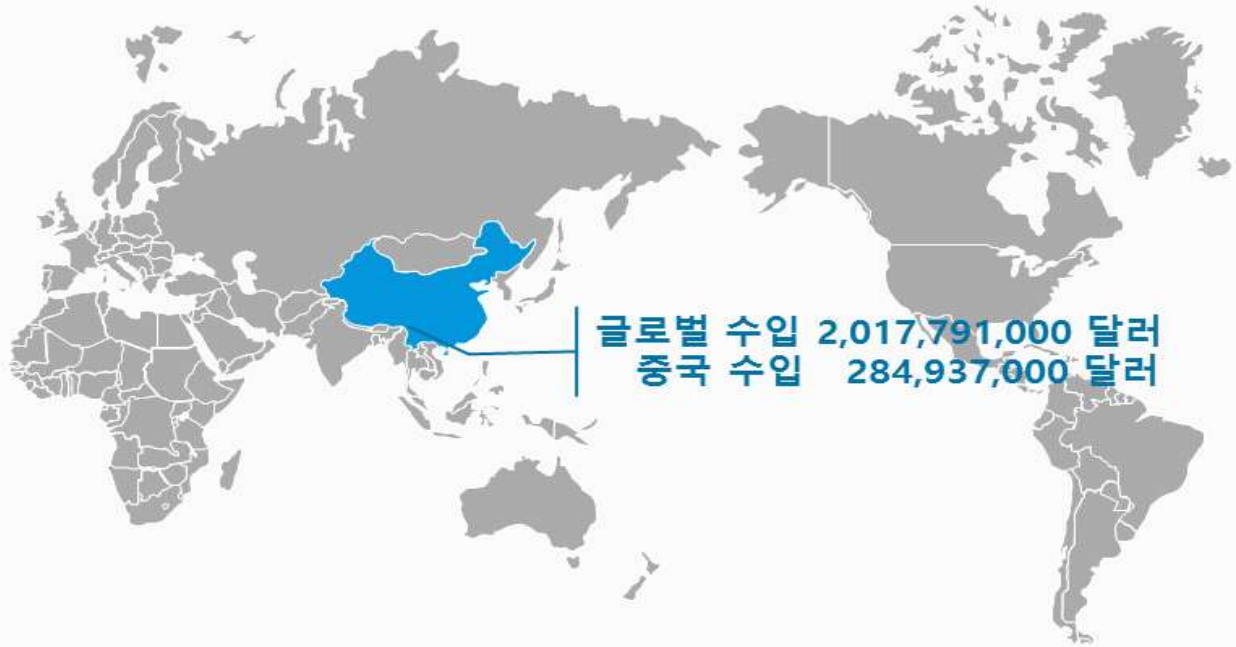 글로벌 수입 2,017,791,000 달러
중국 수입 284,937,000 달러